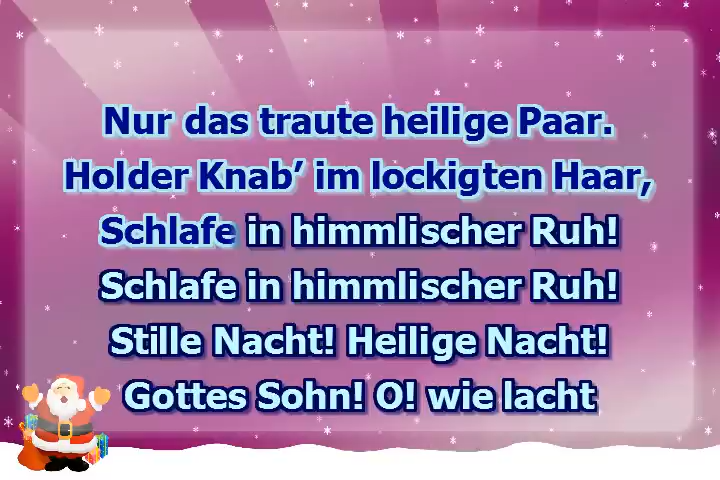 Nur das traute heilige Paar.
Holder Knab’ im lockigten Haar,
Schlafe in himmlischer Ruh!
Schlafe in himmlischer Ruh!
Stille Nacht! Heilige Nacht!
Gottes Sohn! O! wie lacht